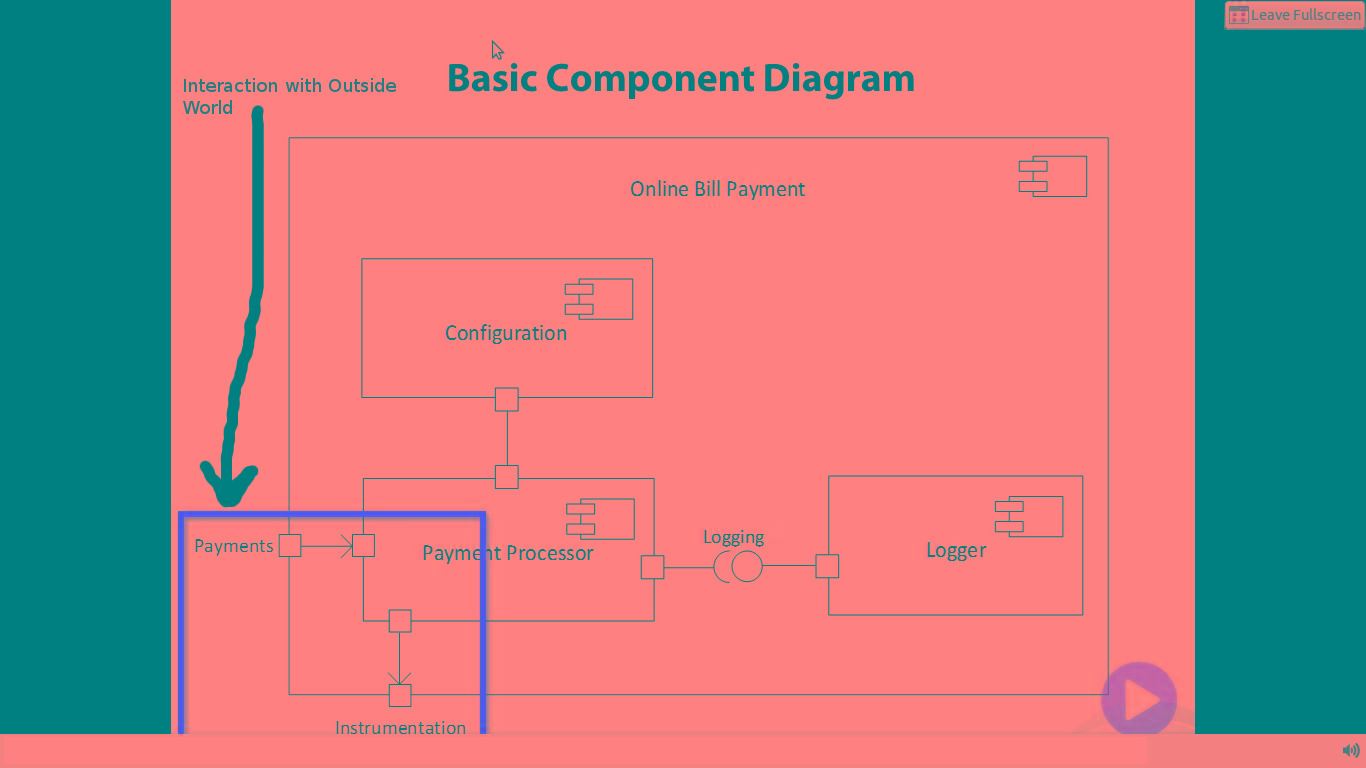 Leave Fullscreen
Basic Component Diagram
Interaction with Outside
World
Online Bill Payment
Configuration
Logging
Payments
Payment Processor
Logger
Instrumentation